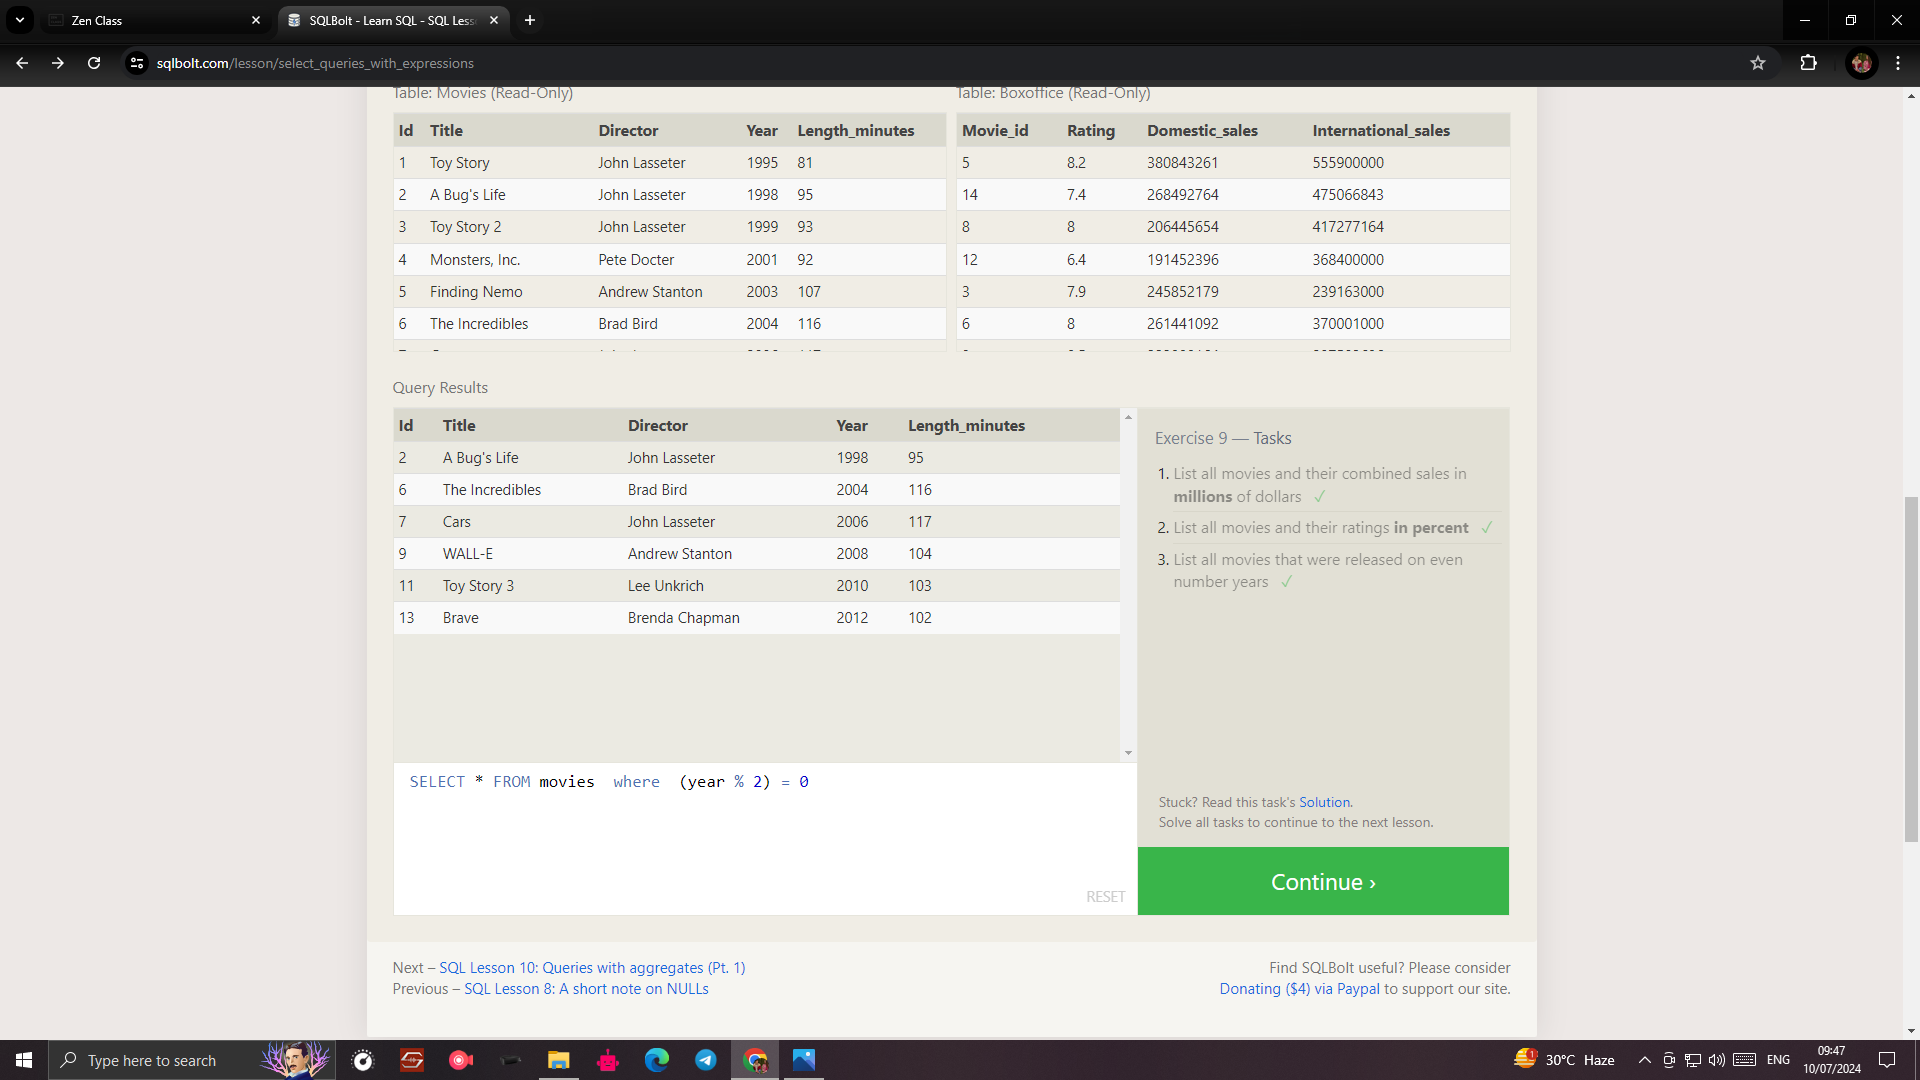 Zen Class
SQLBolt - Learn SQL - SQL Less
sqlbolt.com/lesson/select_queries_with_expressions
Table: Movies (Read-Only)
Id Title Director Year Length_minutes
1 Toy Story John Lasseter 1995 81
2 A Bug's Life John Lasseter 1998 95
3 Toy Story 2 John Lasseter 1999 93
4 Monsters, Inc. Pete Docter 2001 92
5 Finding Nemo Andrew Stanton 2003 107
6 The Incredibles Brad Bird 2004 116
Table: Boxoffice (Read-Only)
Movie_id Rating Domestic_sales International_sales
5 8.2 380843261 555900000
14 7.4 268492764 475066843
8 8 206445654 417277164
12 6.4 191452396 368400000
3 7.9 245852179 239163000
6 8 261441092 370001000
Query Results
Id Title Director Year Length_minutes
2 A Bug's Life John Lasseter 1998 95
6 The Incredibles Brad Bird 2004 116
7 Cars John Lasseter 2006 117
9 WALL-E Andrew Stanton 2008 104
11 Toy Story 3 Lee Unkrich 2010 103
13 Brave Brenda Chapman 2012 102
SELECT * FROM movies where (year % 2) = 0
RESET
Exercise 9 — Tasks
1. List all movies and their combined sales in
millions of dollars ✓
2. List all movies and their ratings in percent ✓
3. List all movies that were released on even
number years ✓
Stuck? Read this task's Solution.
Solve all tasks to continue to the next lesson.
Continue ›
Next – SQL Lesson 10: Queries with aggregates (Pt. 1)
Previous – SQL Lesson 8: A short note on NULLs
Find SQLBolt useful? Please consider
Donating ($4) via Paypal to support our site.
Type here to search
1
30°C Haze
ENG
09:47
10/07/2024